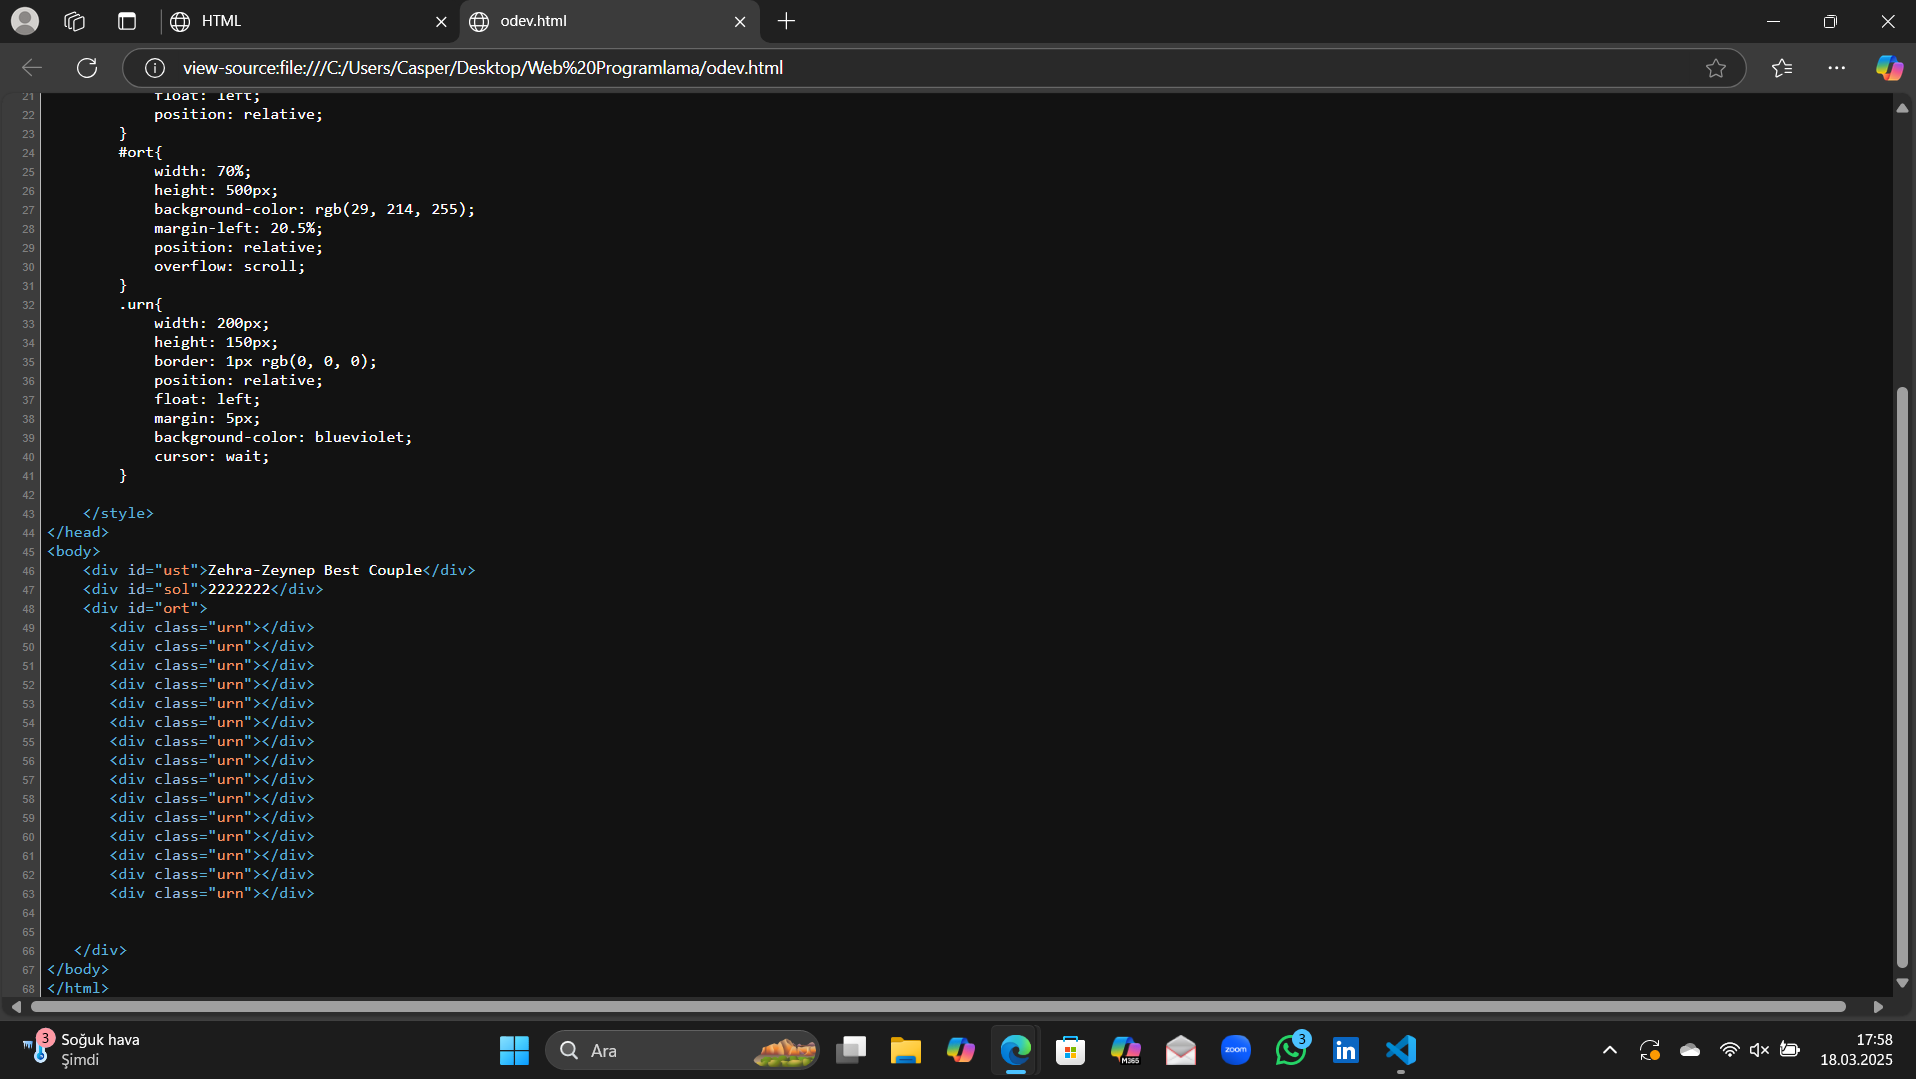 HTML
odev.html
view-source:file:///C:/Users/Casper/Desktop/Web%20Programlama/odev.html
21 float: left;
22 position: relative;
23 }
24 #ort{
25 width: 70%;
26 height: 500px;
27 background-color: rgb(29, 214, 255);
28 margin-left: 20.5%;
29 position: relative;
30 overflow: scroll;
31 }
32 .urn{
33 width: 200px;
34 height: 150px;
35 border: 1px rgb(0, 0, 0);
36 position: relative;
37 float: left;
38 margin: 5px;
39 background-color: blueviolet;
40 cursor: wait;
41 }
42
43 </style>
44 </head>
45 <body>
46 <div id="ust">Zehra-Zeynep Best Couple</div>
47 <div id="sol">2222222</div>
48 <div id="ort">
49 <div class="urn"></div>
50 <div class="urn"></div>
51 <div class="urn"></div>
52 <div class="urn"></div>
53 <div class="urn"></div>
54 <div class="urn"></div>
55 <div class="urn"></div>
56 <div class="urn"></div>
57 <div class="urn"></div>
58 <div class="urn"></div>
59 <div class="urn"></div>
60 <div class="urn"></div>
61 <div class="urn"></div>
62 <div class="urn"></div>
63 <div class="urn"></div>
64
65
66 </div>
67 </body>
68 </html>
3
Soğuk hava
Şimdi
Ara
M365
zoom
3
in
17:58
18.03.2025